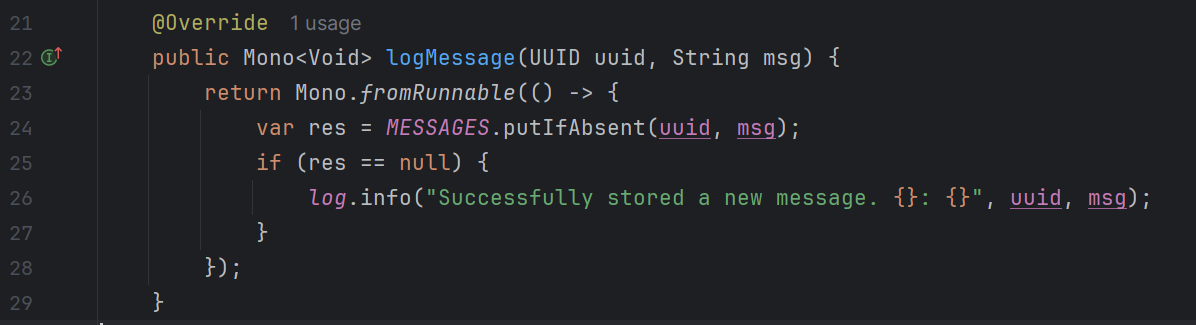 21 @Override 1 usage
22 public Mono<Void> logMessage(UUID uuid, String msg) {
23 return Mono.fromRunnable(() -> {
24 var res = MESSAGES.putIfAbsent(uuid, msg);
25 if (res == null) {
26 log.info("Successfully stored a new message. {}: {}", uuid, msg);
27 }
28 });
29 }